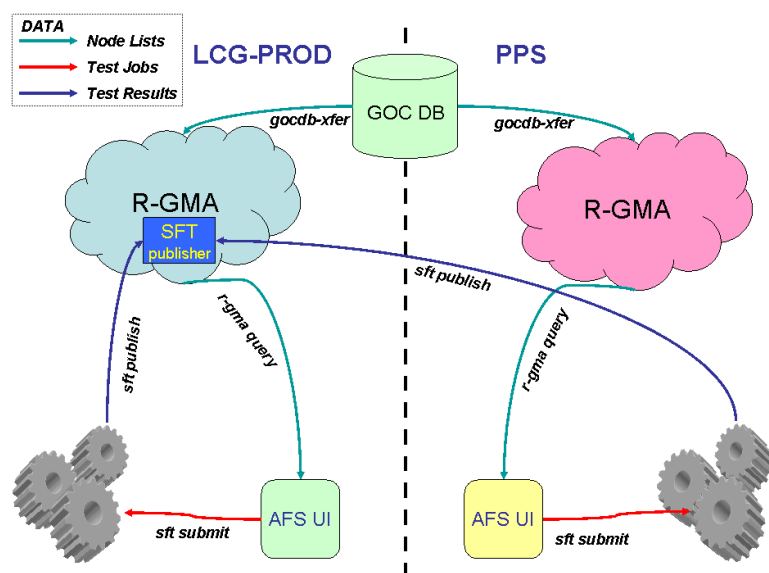 DATA
Node Lists
Test Jobs
Test Results
LCG-PROD
PPS
GOC DB
gocdb-xfer
gocdb-xfer
R-GMA
SFT
publisher
R-GMA
sft publish
sft publish
r-gma query
r-gma query
AFS UI
sft submit
AFS UI
sft submit